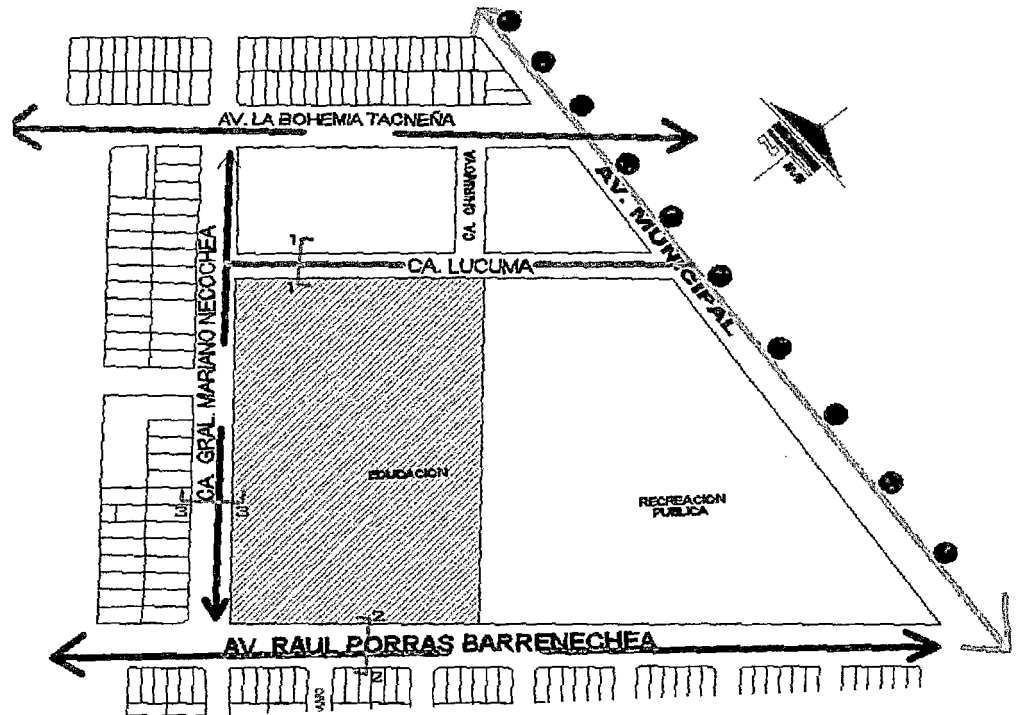 AV. LA BOHEMIA TACNEÑA
CA. CHIRIMOYA
AV. MUNICIPAL
CA. GRAL. MARIANO NECOCHEA
1
1
CA. LUCUMA
EDUCACION
RECREACION
PUBLICA
3
3
2
AV. RAUL PORRAS BARRENECHEA
2